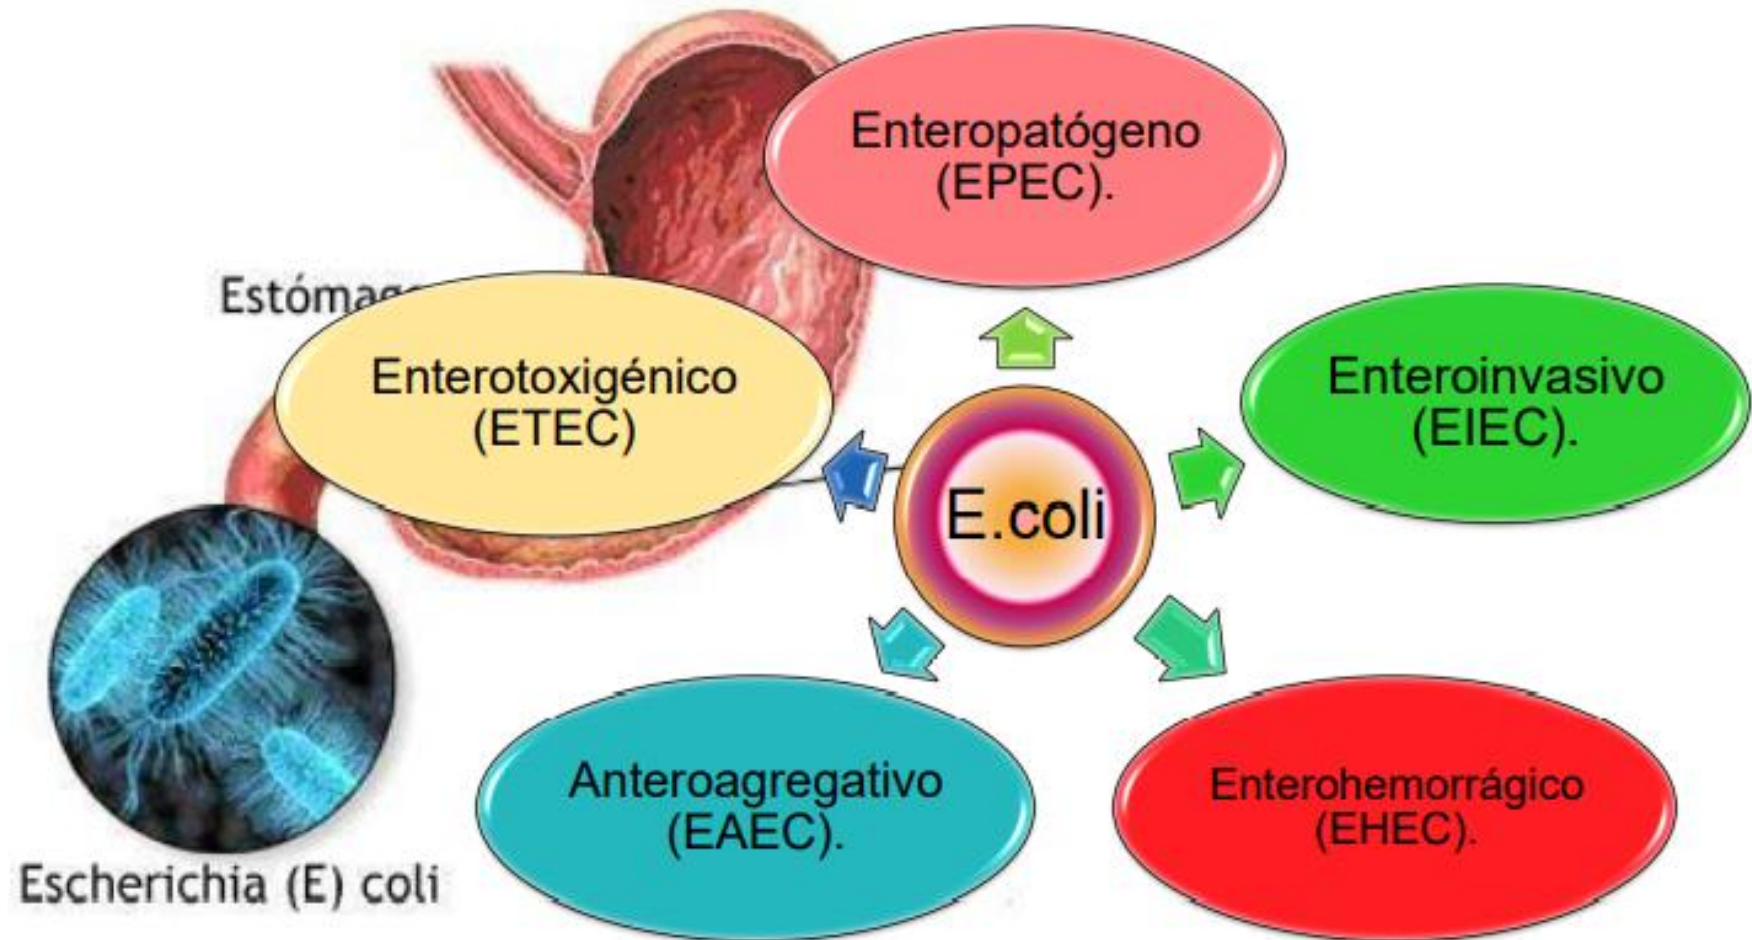 Enteropatógeno
(EPEC).
Enterotoxigénico
(ETEC)
Enteroinvasivo
(EIEC).
E.coli
Anteroagregativo
(EAEC).
Enterohemorrágico
(EHEC).
Escherichia (E) coli